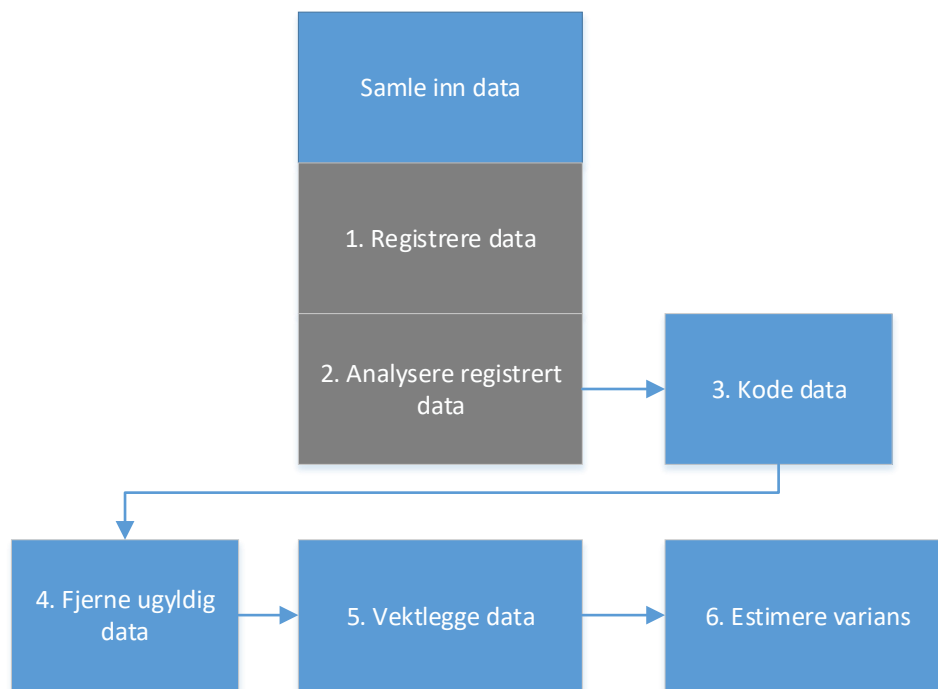 Samle inn data
1. Registrere data
2. Analysere registrert
data
3. Kode data
4. Fjerne ugyldig
data
5. Vektlegge data
6. Estimere varians